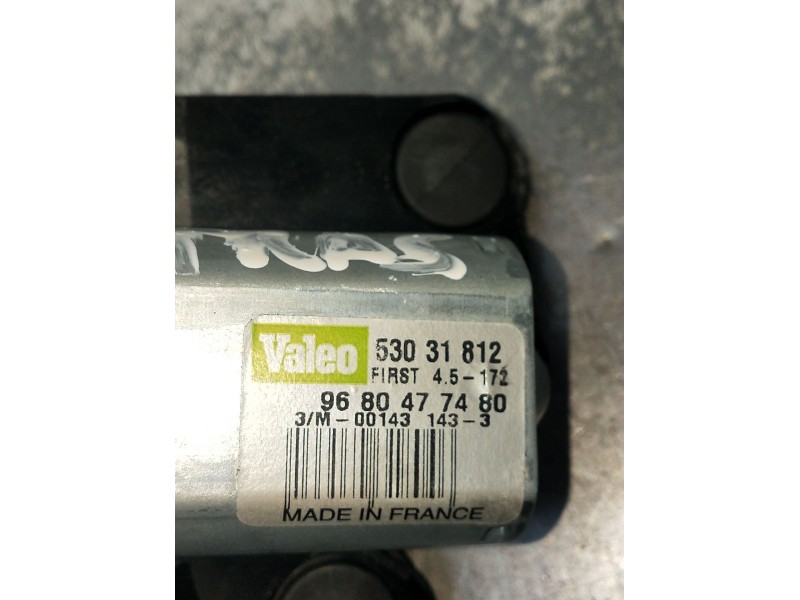 TRAS
Valeo 530 31 812
FIRST 4.5-172
96 80 47 74 80
3/M-00143 143-3
MADE IN FRANCE